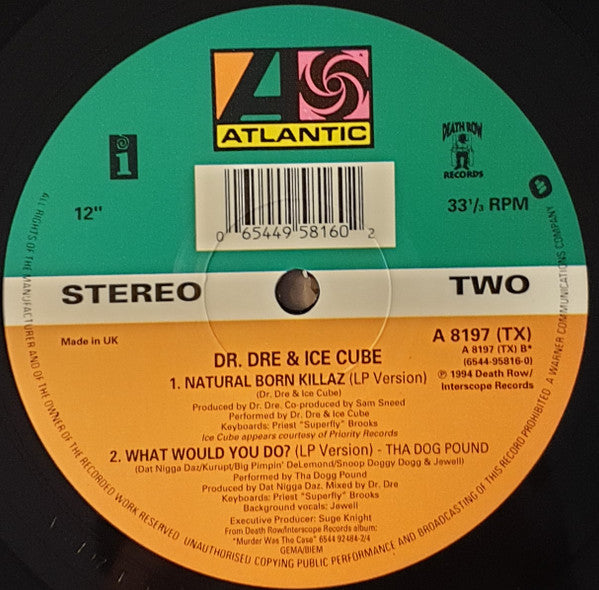 ATLANTIC
i
DEATH ROW
RECORDS
12"
33⅓ RPM
0 65449 58160 2
STEREO
TWO
Made in UK
A 8197 (TX)
A 8197 (TX) B*
(6544-95816-0)
℗ 1994 Death Row/
Interscope Records
DR. DRE & ICE CUBE
1. NATURAL BORN KILLAZ (LP Version)
(Dr. Dre & Ice Cube)
Produced by Dr. Dre. Co-produced by Sam Sneed
Performed by Dr. Dre & Ice Cube
Keyboards: Priest "Superfly" Brooks
Ice Cube appears courtesy of Priority Records
2. WHAT WOULD YOU DO? (LP Version) - THA DOG POUND
(Dat Nigga Daz/Kurupt/Big Pimpin' DeLemond/Snoop Doggy Dogg & Jewell)
Performed by Tha Dogg Pound
Produced by Dat Nigga Daz. Mixed by Dr. Dre
Keyboards: Priest "Superfly" Brooks
Background vocals: Jewell
Executive Producer: Suge Knight
From Death Row/Interscope Records album:
"Murder Was The Case" 6544 92484-2/4
GEMA/BIEM
ALL RIGHTS OF THE MANUFACTURER AND OF THE OWNER OF THE RECORDED WORK RESERVED. UNAUTHORISED COPYING PUBLIC PERFORMANCE AND BROADCASTING OF THIS RECORD PROHIBITED. A WARNER COMMUNICATIONS COMPANY